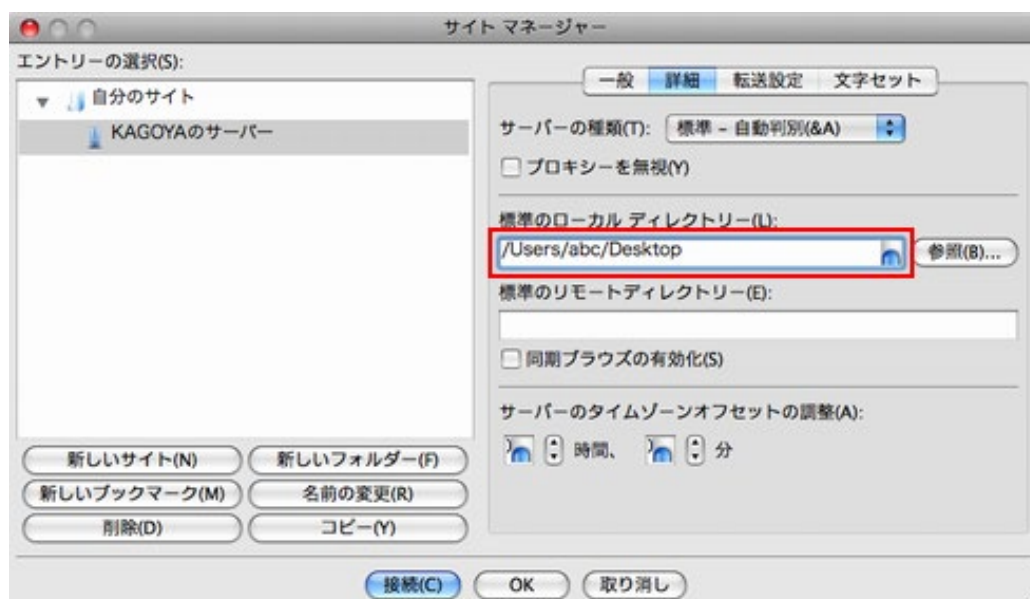 サイト マネージャー
エントリーの選択(S):
自分のサイト
KAGOYAのサーバー
新しいサイト(N)
新しいフォルダー(F)
新しいブックマーク(M)
名前の変更(R)
削除(D)
コピー(Y)
一般
詳細
転送設定
文字セット
サーバーの種類(T):
標準 - 自動判別(&A)
プロキシーを無視(Y)
標準のローカル ディレクトリー(L):
/Users/abc/Desktop
参照(B)...
標準のリモートディレクトリー(E):
同期ブラウズの有効化(S)
サーバーのタイムゾーンオフセットの調整(A):
時間、
分
接続(C)
OK
取り消し